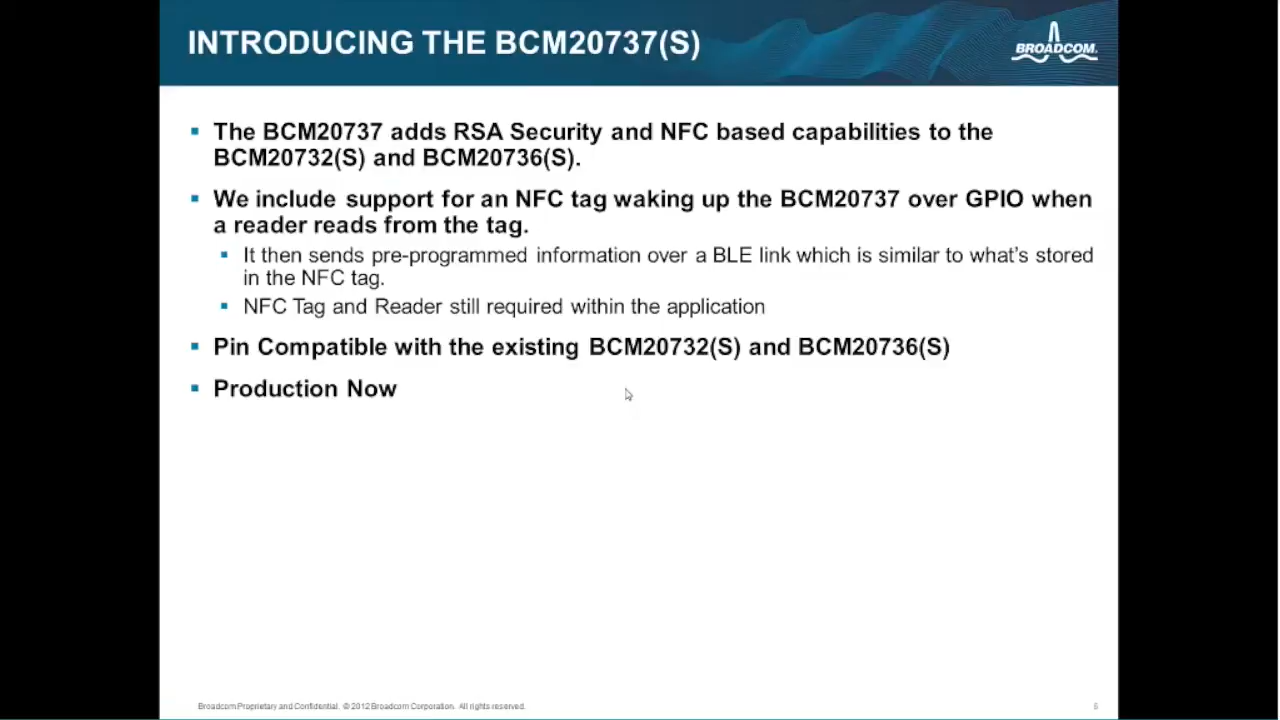 INTRODUCING THE BCM20737(S)
BROADCOM.
▪ The BCM20737 adds RSA Security and NFC based capabilities to the
BCM20732(S) and BCM20736(S).
▪ We include support for an NFC tag waking up the BCM20737 over GPIO when
a reader reads from the tag.
▪ It then sends pre-programmed information over a BLE link which is similar to what's stored
in the NFC tag.
▪ NFC Tag and Reader still required within the application
▪ Pin Compatible with the existing BCM20732(S) and BCM20736(S)
▪ Production Now
Broadcom Proprietary and Confidential. © 2012 Broadcom Corporation. All rights reserved.